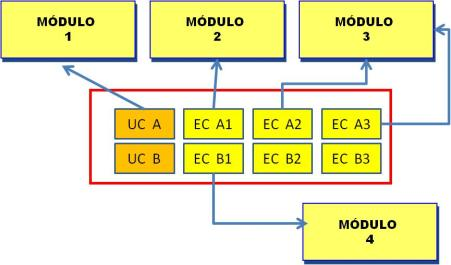 MÓDULO
1
MÓDULO
2
MÓDULO
3
UC A
EC A1
EC A2
EC A3
UC B
EC B1
EC B2
EC B3
MÓDULO
4